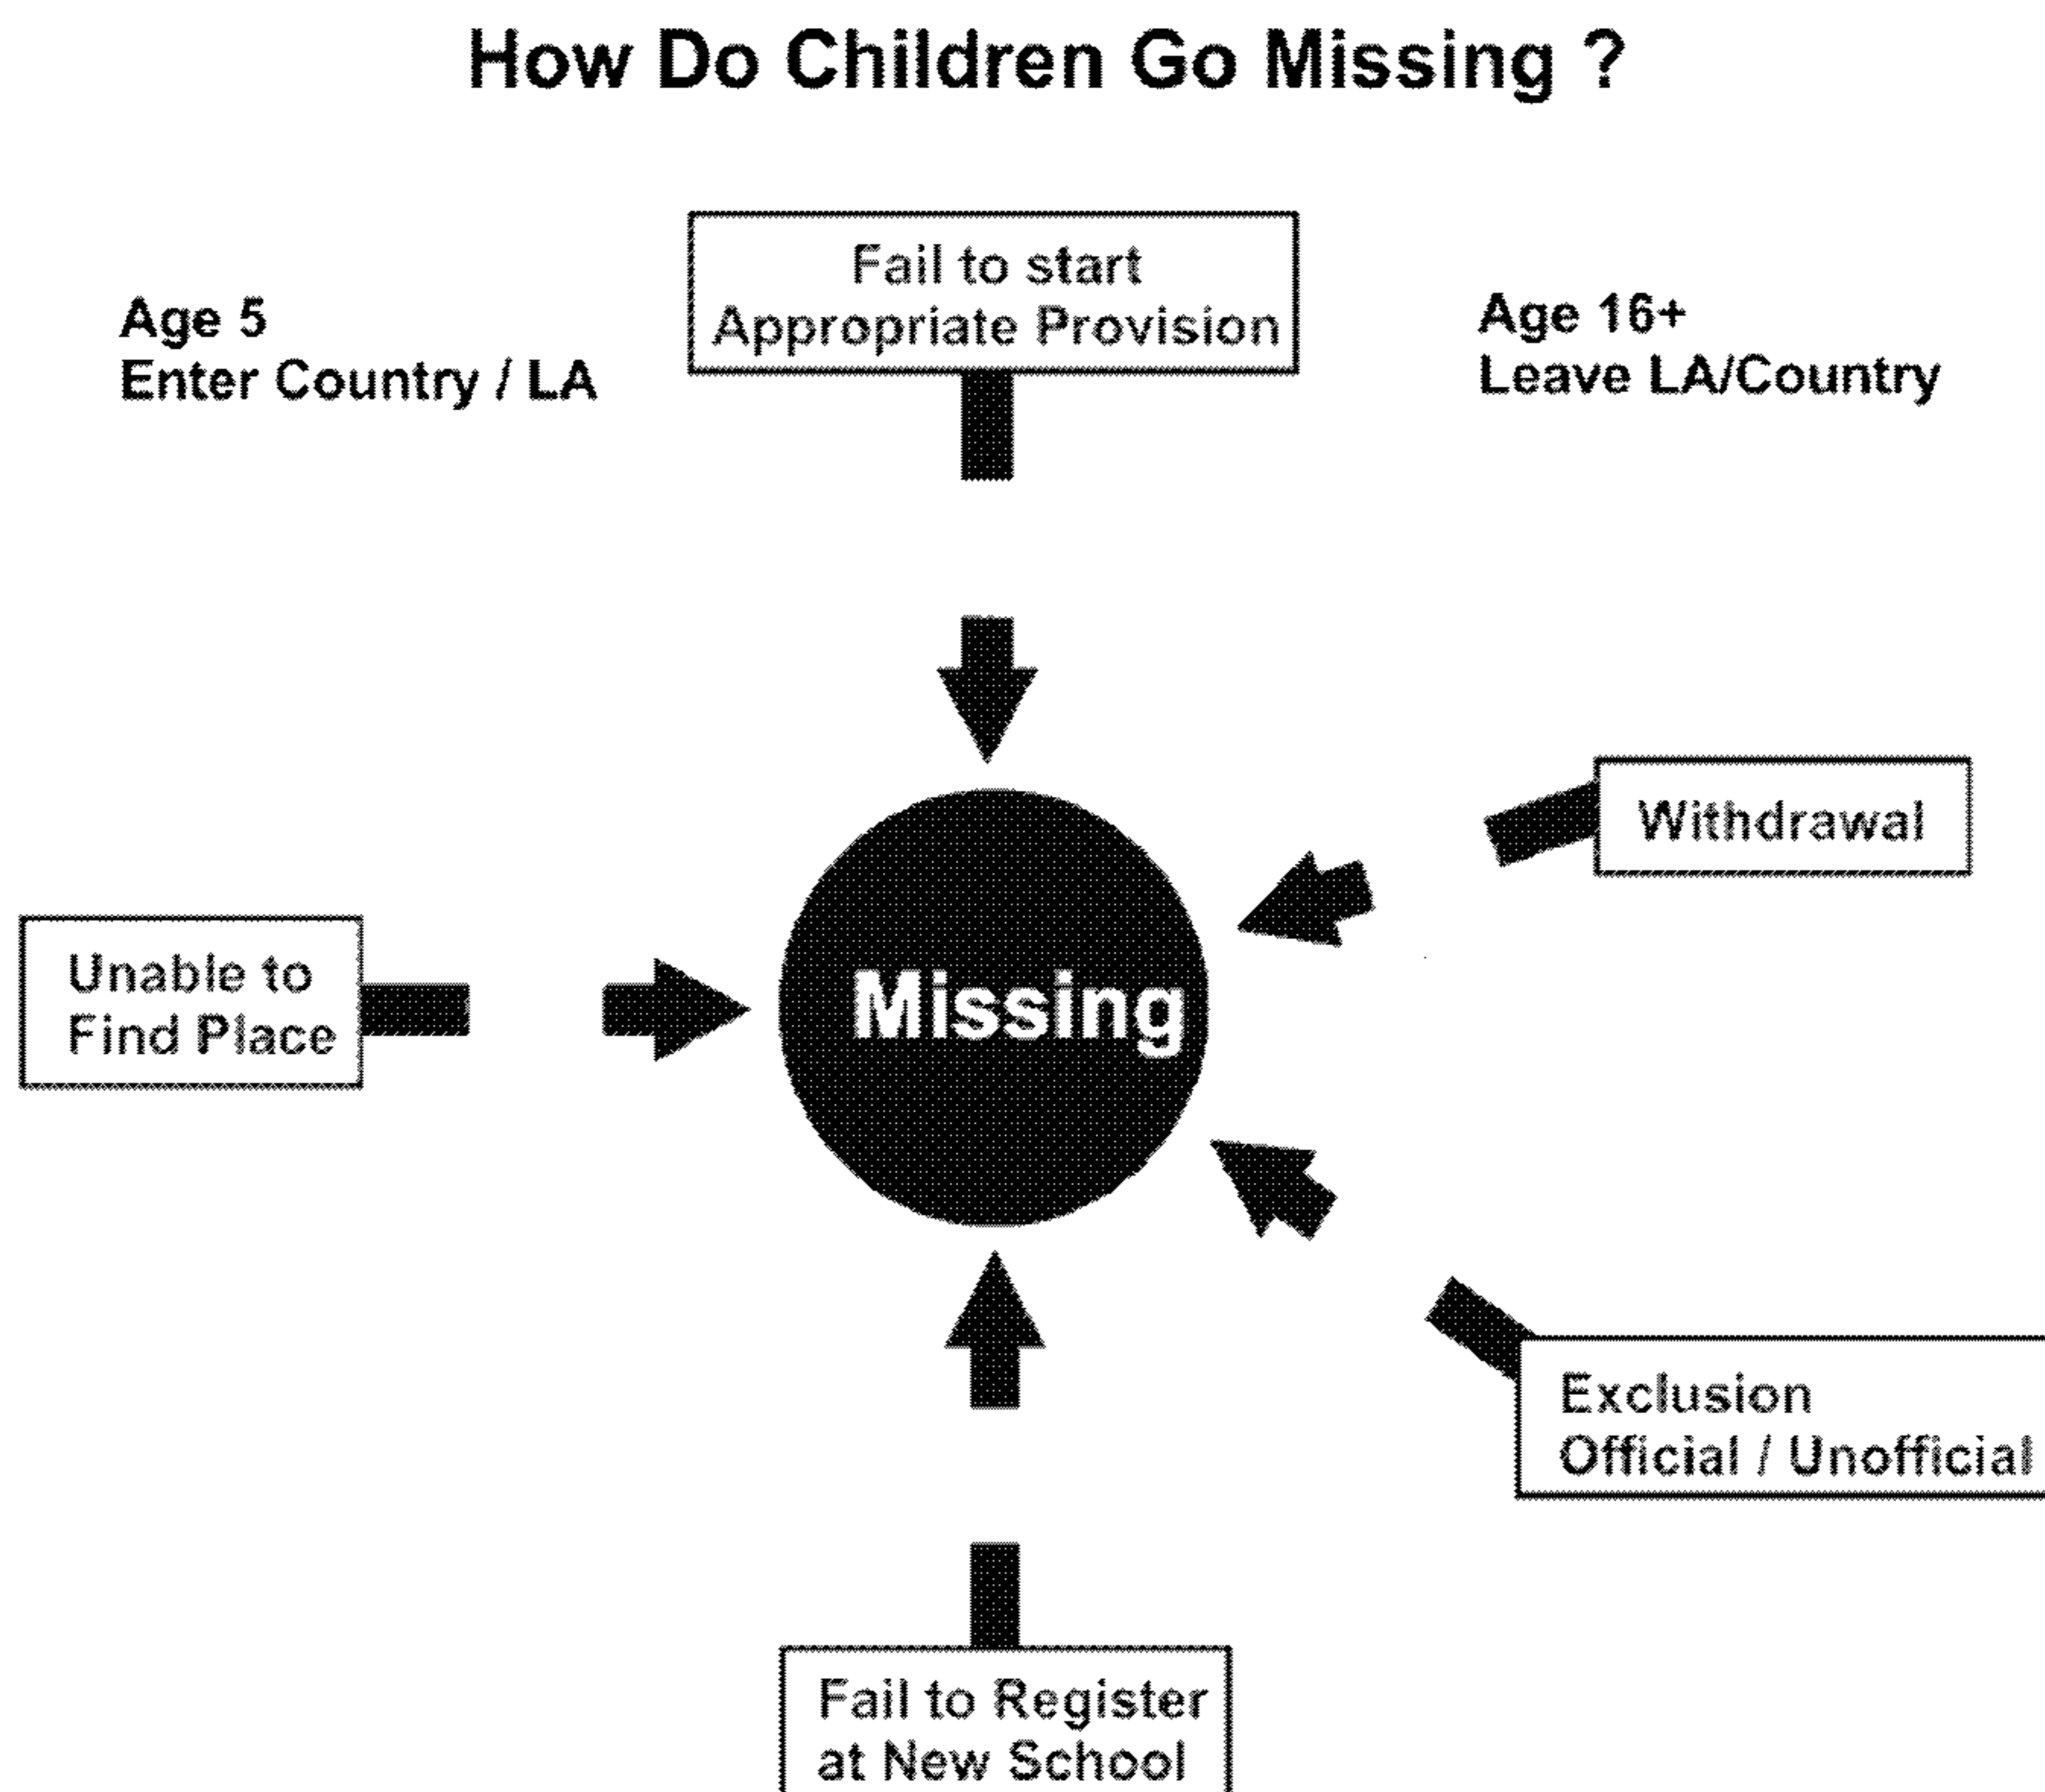 How Do Children Go Missing ?
Fail to start
Appropriate Provision
Age 5
Enter Country / LA
Age 16+
Leave LA/Country
Withdrawal
Unable to
Find Place
Missing
Exclusion
Official / Unofficial
Fail to Register
at New School